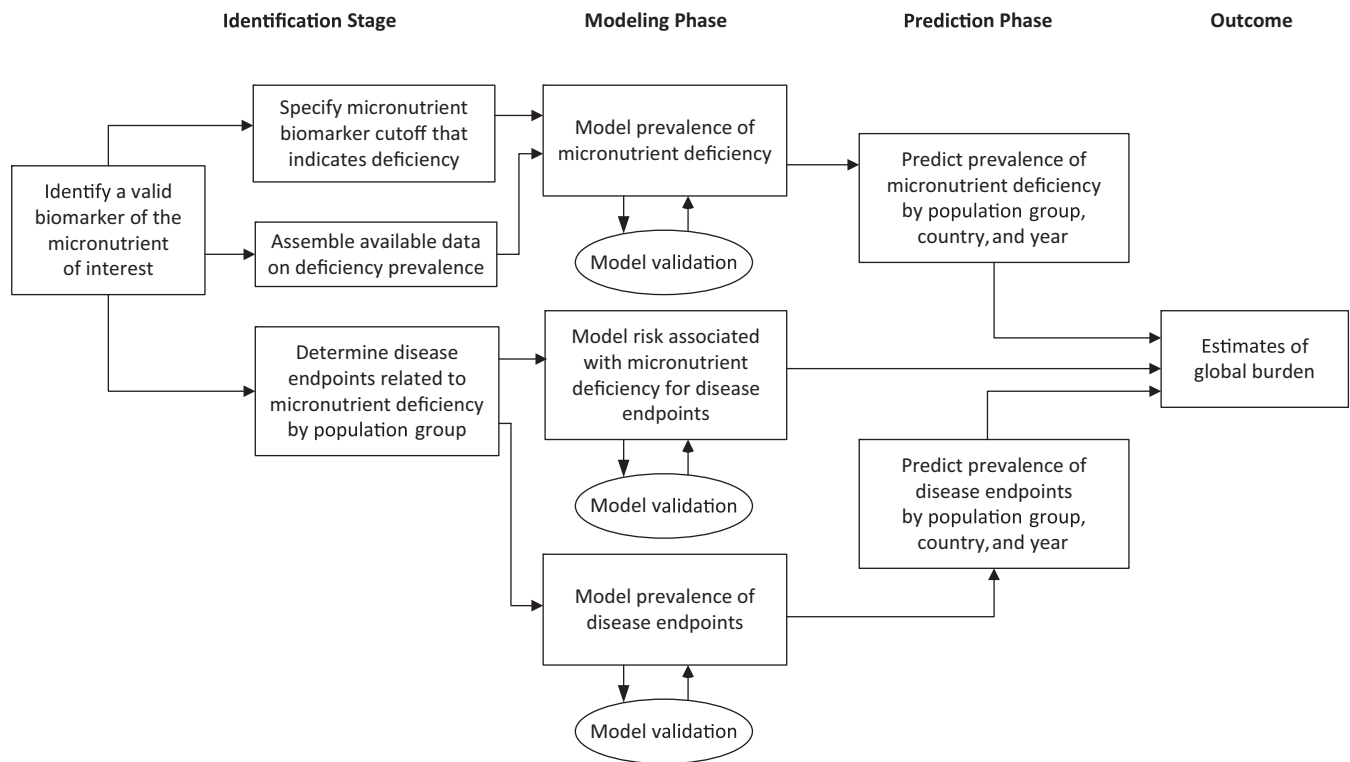 Identification Stage
Modeling Phase
Prediction Phase
Outcome
Identify a valid
biomarker of the
micronutrient
of interest
Specify micronutrient
biomarker cutoff that
indicates deficiency
Assemble available data
on deficiency prevalence
Determine disease
endpoints related to
micronutrient deficiency
by population group
Model prevalence of
micronutrient deficiency
Model validation
Model risk associated
with micronutrient
deficiency for disease
endpoints
Model validation
Model prevalence of
disease endpoints
Model validation
Predict prevalence of
micronutrient deficiency
by population group,
country, and year
Predict prevalence of
disease endpoints
by population group,
country, and year
Estimates of
global burden